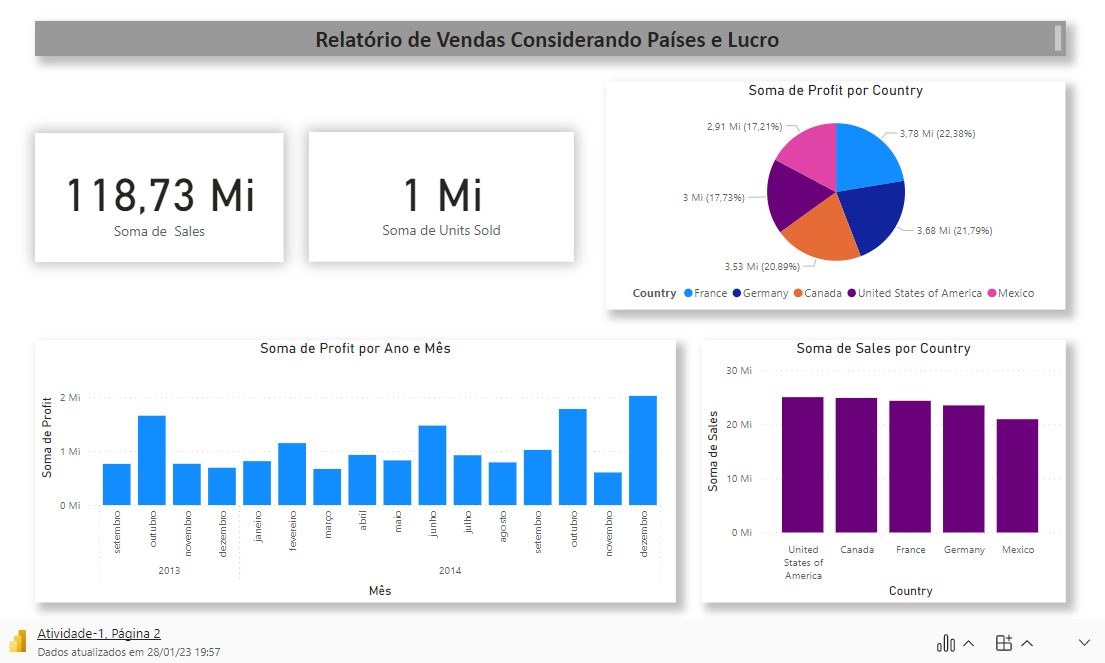 Relatório de Vendas Considerando Países e Lucro
118,73 Mi
Soma de Sales
1 Mi
Soma de Units Sold
Soma de Profit por Country
2,91 Mi (17,21%)
3,78 Mi (22,38%)
3 Mi (17,73%)
3,68 Mi (21,79%)
3,53 Mi (20,89%)
Country France Germany Canada United States of America Mexico
Soma de Profit por Ano e Mês
Soma de Profit
2 Mi
1 Mi
0 Mi
setembro outubro novembro dezembro janeiro fevereiro março abril maio junho julho agosto setembro outubro novembro dezembro
2013 2014
Mês
Soma de Sales por Country
Soma de Sales
30 Mi
20 Mi
10 Mi
0 Mi
United Canada France Germany Mexico
States of
America
Country
Atividade-1, Página 2
Dados atualizados em 28/01/23 19:57